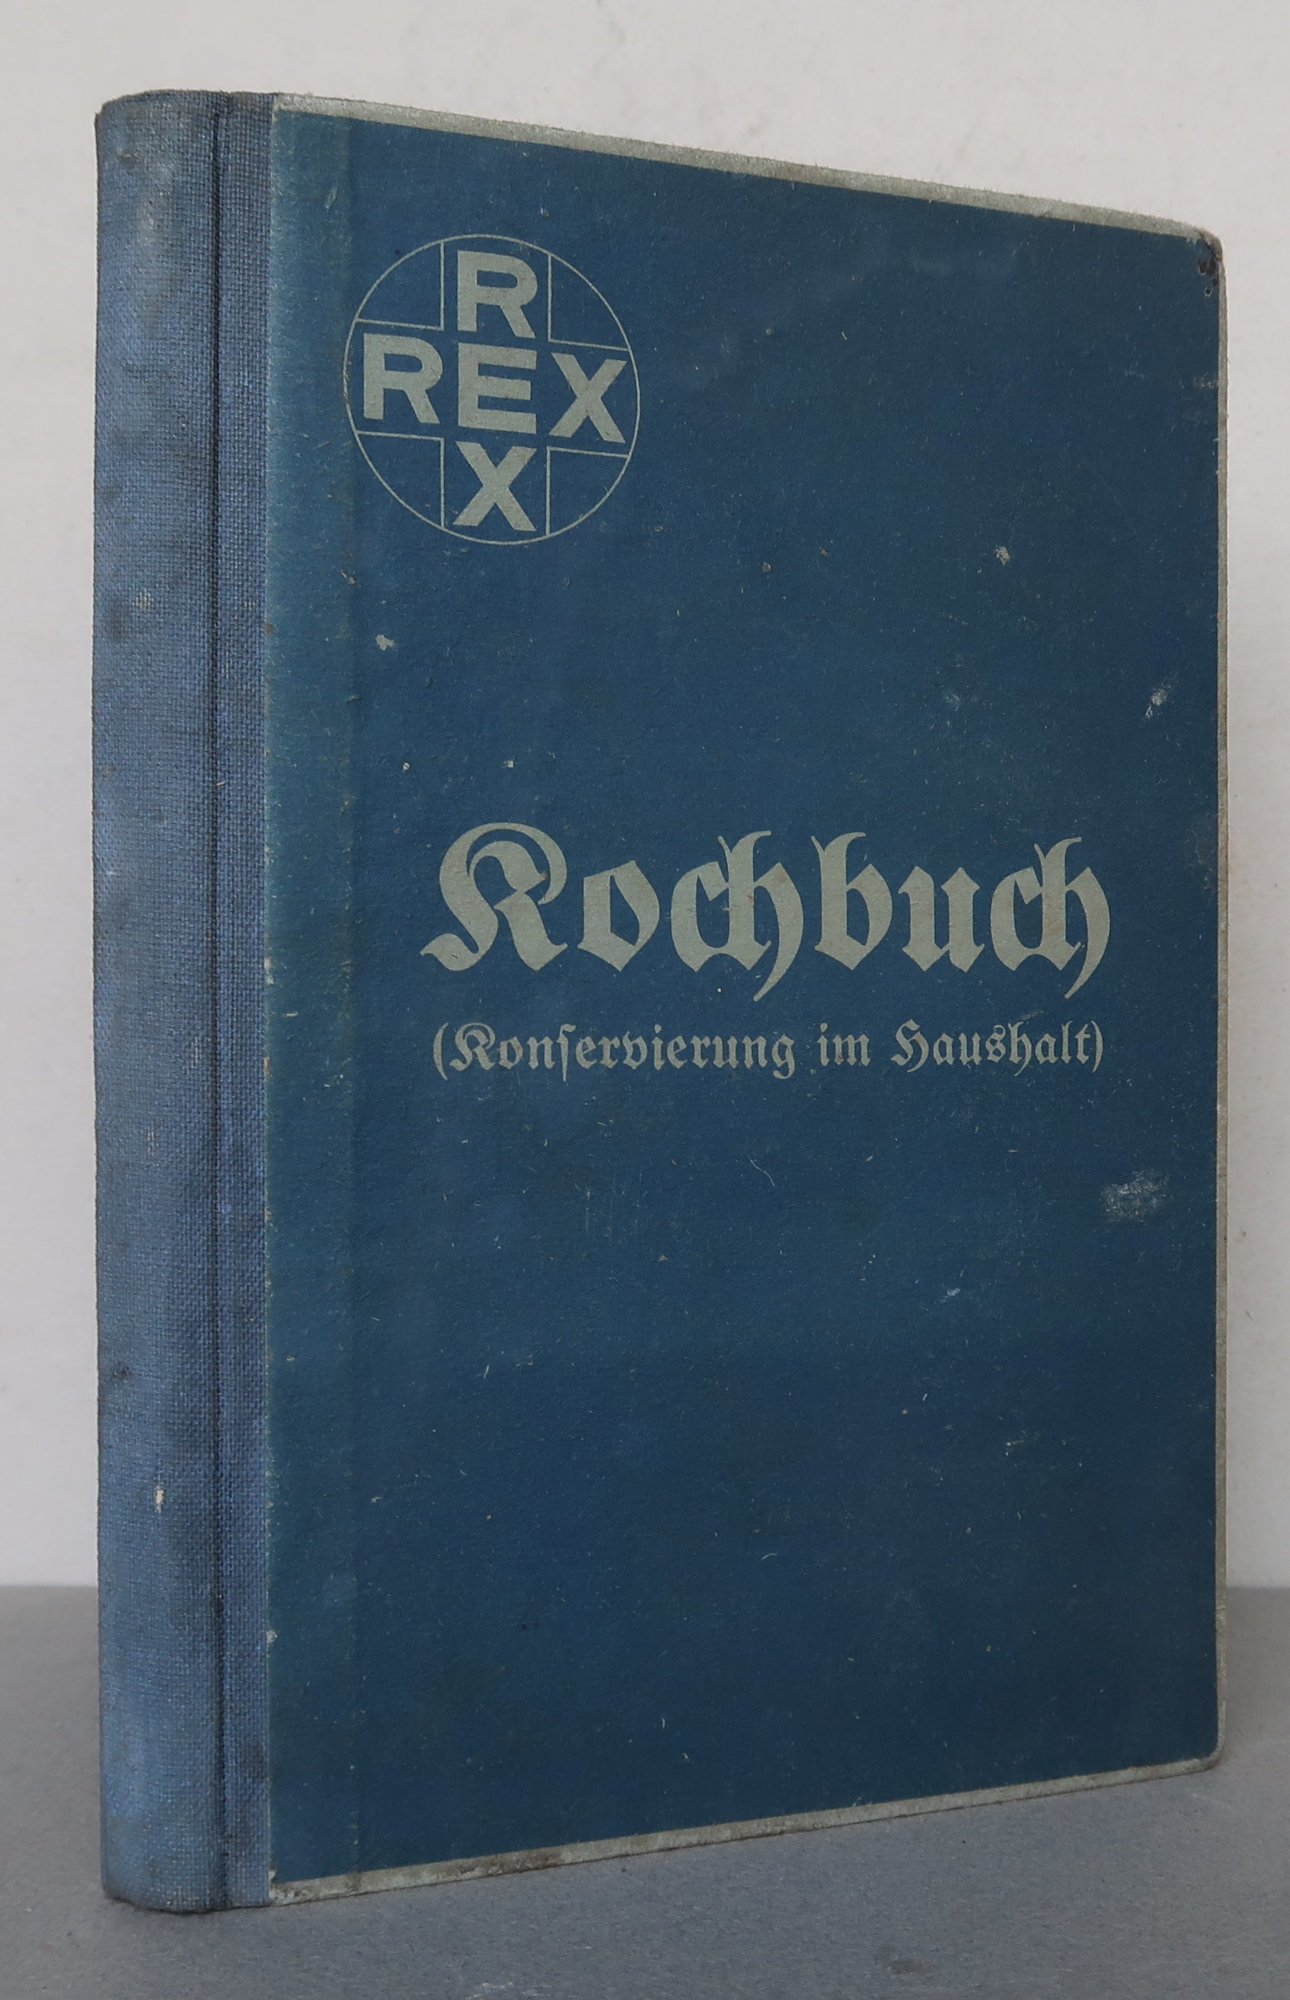 R
REX
X
Kochbuch
(Konservierung im Haushalt)